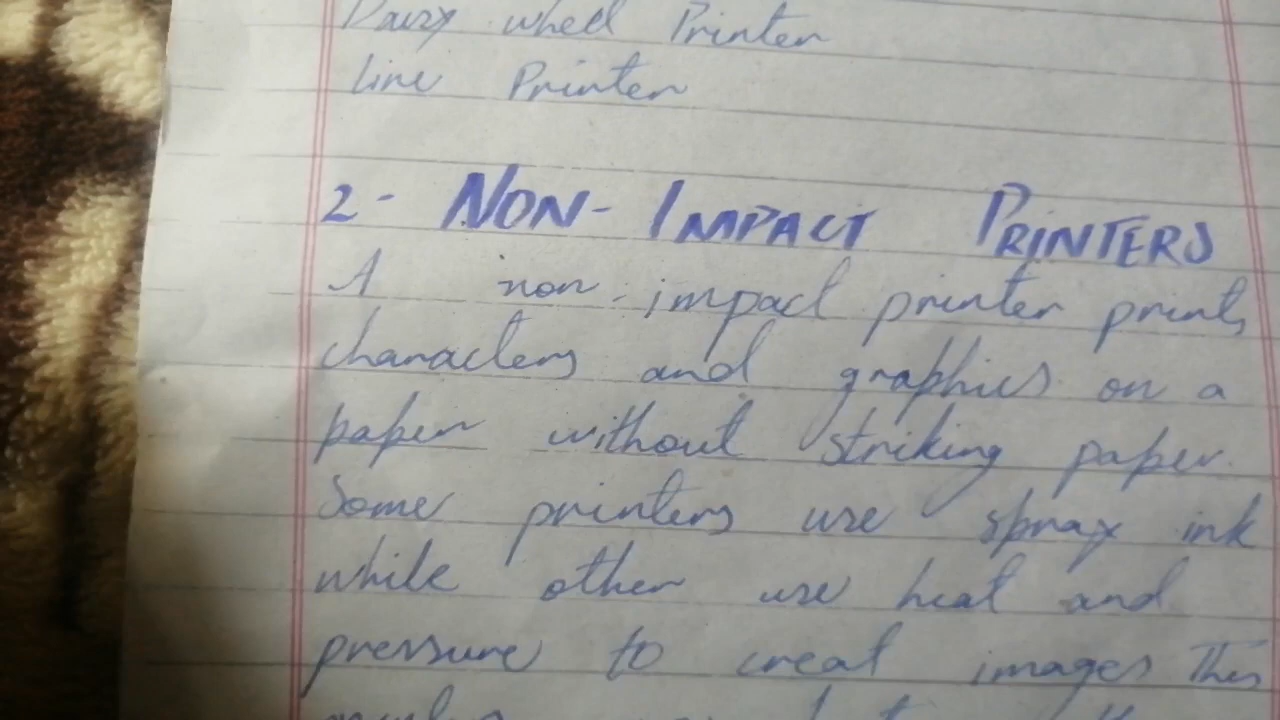 Daisy wheel Printer
Line Printer
2- NON-IMPACT PRINTERS
A non-impact printer prints
characters and graphics on a
paper without striking paper.
Some printers use spray ink
while other use heat and
pressure to creat images